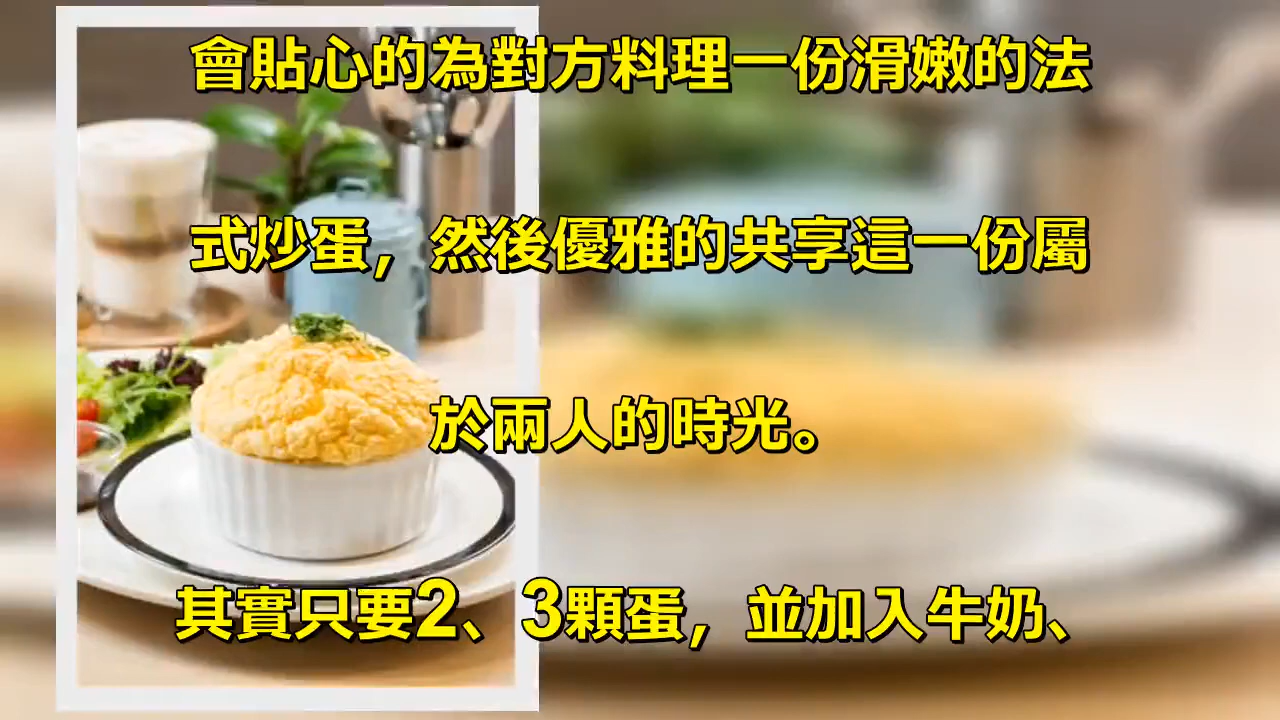 會貼心的為對方料理一份滑嫩的法
式炒蛋，然後優雅的共享這一份屬
於兩人的時光。
其實只要2、3顆蛋，並加入牛奶、